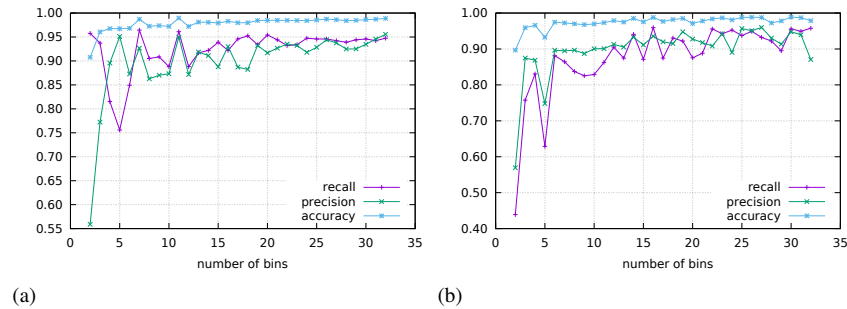 1.00
0.95
0.90
0.85
0.80
0.75
0.70
0.65
0.60
0.55
0 5 10 15 20 25 30 35
number of bins
recall
precision
accuracy
(a)
1.00
0.90
0.80
0.70
0.60
0.50
0.40
0 5 10 15 20 25 30 35
number of bins
recall
precision
accuracy
(b)